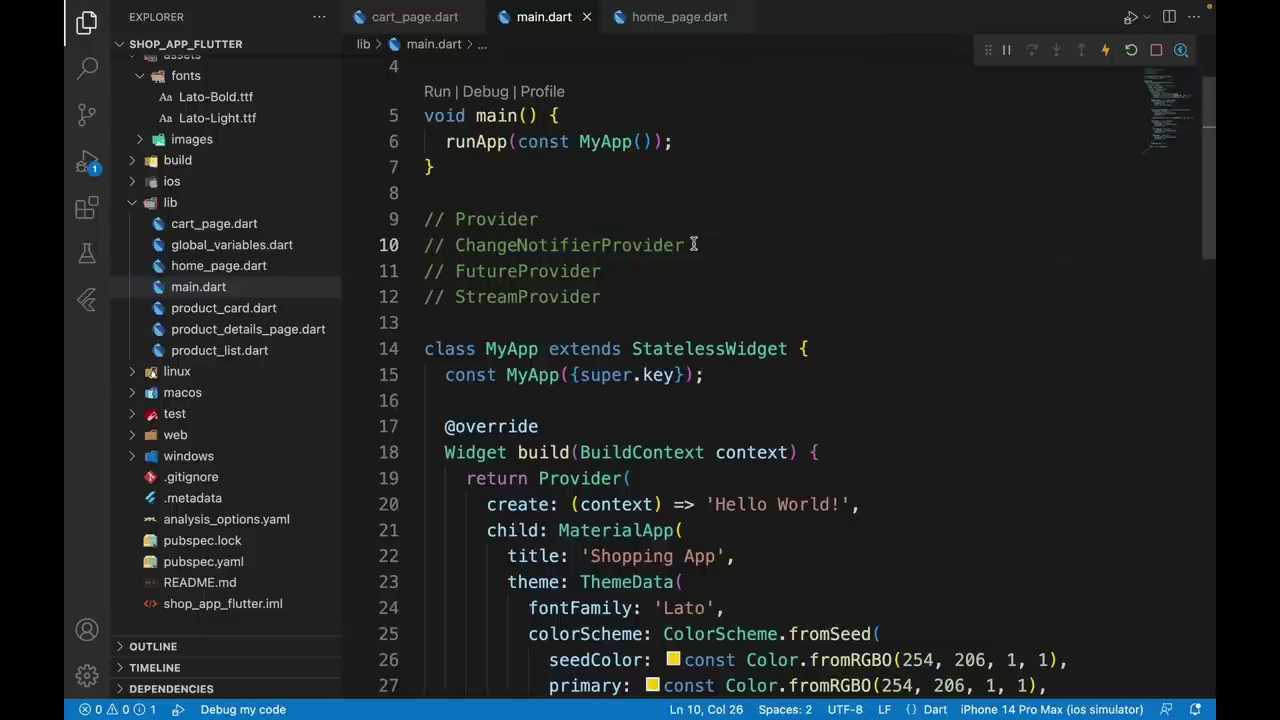 EXPLORER
SHOP_APP_FLUTTER
assets
fonts
Lato-Bold.ttf
Lato-Light.ttf
images
build
ios
lib
cart_page.dart
global_variables.dart
home_page.dart
main.dart
product_card.dart
product_details_page.dart
product_list.dart
linux
macos
test
web
windows
.gitignore
.metadata
analysis_options.yaml
pubspec.lock
pubspec.yaml
README.md
shop_app_flutter.iml
OUTLINE
TIMELINE
DEPENDENCIES
1
cart_page.dart
main.dart
home_page.dart
lib > main.dart > ...
4
Run | Debug | Profile
5 void main() {
6 runApp(const MyApp());
7 }
8
9 // Provider
10 // ChangeNotifierProvider
11 // FutureProvider
12 // StreamProvider
13
14 class MyApp extends StatelessWidget {
15 const MyApp({super.key});
16
17 @override
18 Widget build(BuildContext context) {
19 return Provider(
20 create: (context) => 'Hello World!',
21 child: MaterialApp(
22 title: 'Shopping App',
23 theme: ThemeData(
24 fontFamily: 'Lato',
25 colorScheme: ColorScheme.fromSeed(
26 seedColor: const Color.fromRGBO(254, 206, 1, 1),
27 primary: const Color.fromRGBO(254, 206, 1, 1),
0 0 1 Debug my code Ln 10, Col 26 Spaces: 2 UTF-8 LF {} Dart iPhone 14 Pro Max (ios simulator)